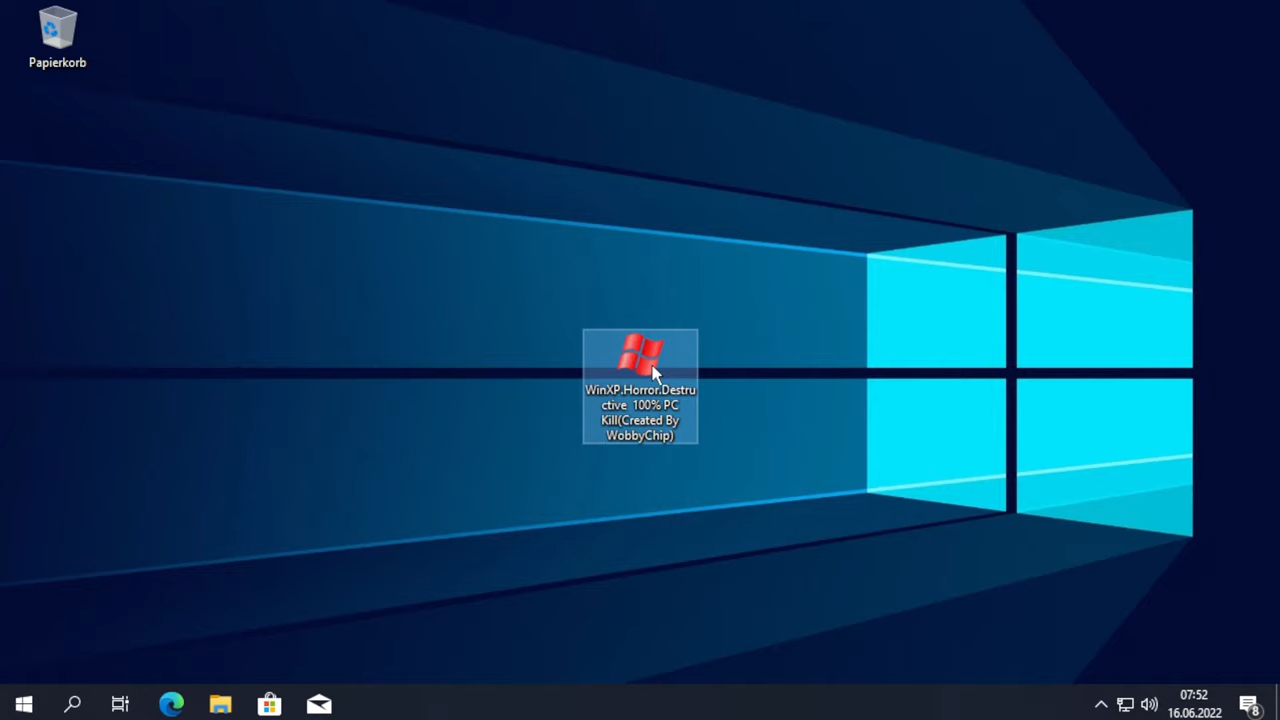 Papierkorb
WinXP.Horror.Destru
ctive 100% PC
Kill(Created By
WobbyChip)
07:52
16.06.2022
8